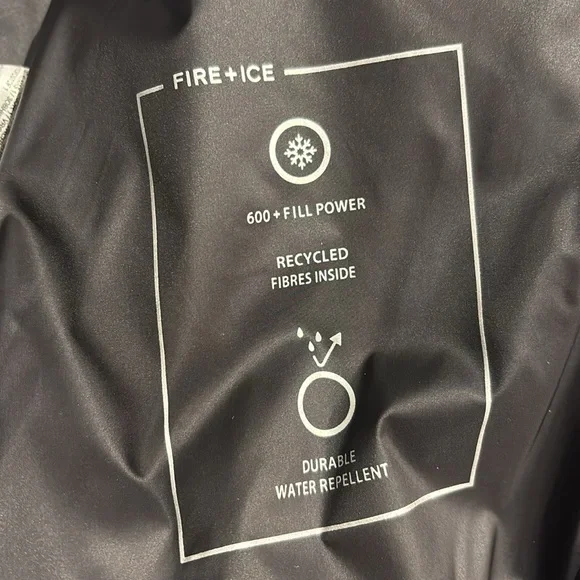 FIRE+ICE
600+FILL POWER
RECYCLED
FIBRES INSIDE
DURABLE
WATER REPELLENT